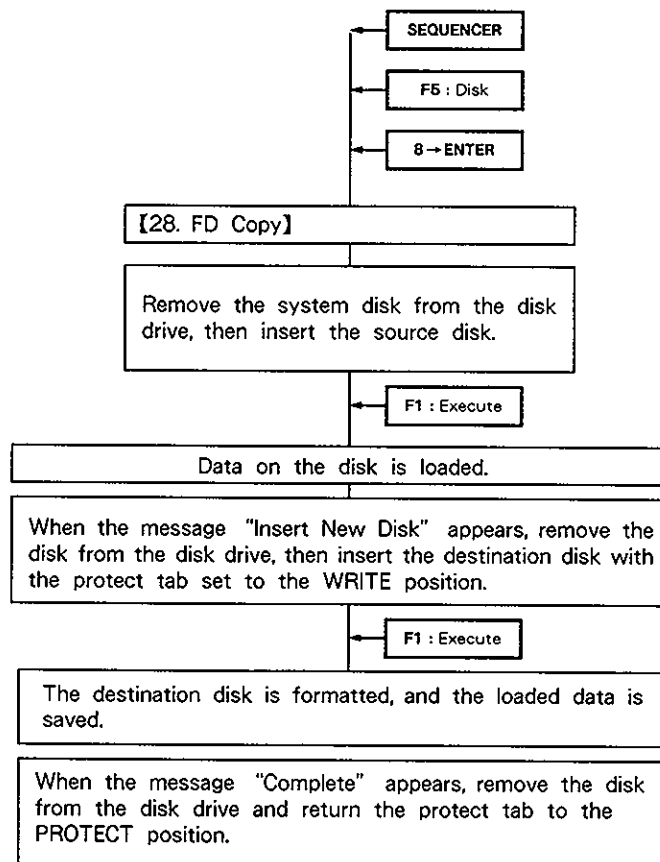 SEQUENCER
F5 : Disk
8→ENTER
【28. FD Copy】
Remove the system disk from the disk
drive, then insert the source disk.
F1 : Execute
Data on the disk is loaded.
When the message "Insert New Disk" appears, remove the
disk from the disk drive, then insert the destination disk with
the protect tab set to the WRITE position.
F1 : Execute
The destination disk is formatted, and the loaded data is
saved.
When the message "Complete" appears, remove the disk
from the disk drive and return the protect tab to the
PROTECT position.